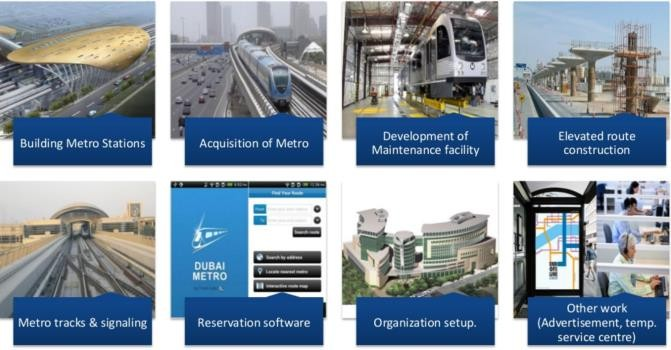 Building Metro Stations
Acquisition of Metro
Development of
Maintenance facility
Elevated route
construction
Find Your Route
Search route
DUBAI
METRO
Search by address
Locate nearest metro
Interactive route map
Metro tracks & signaling
Reservation software
Organization setup.
Other work
(Advertisement, temp.
service centre)